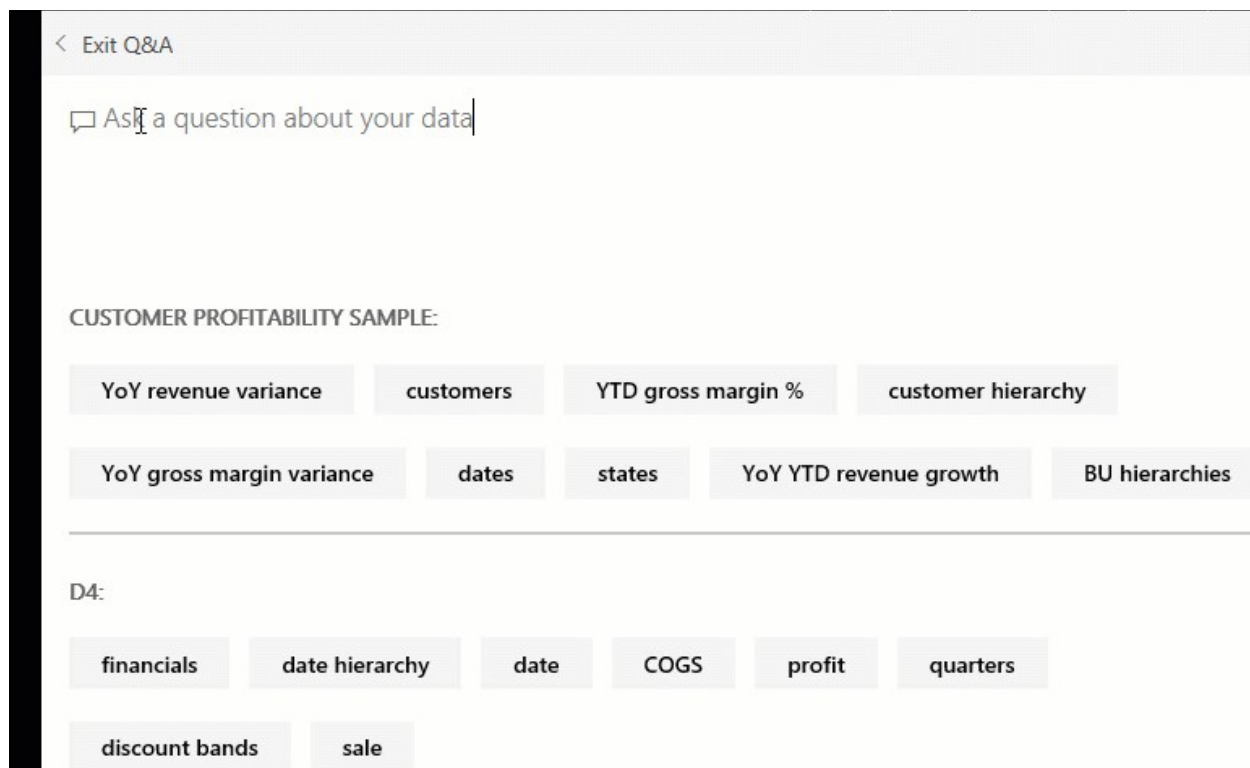 Exit Q&A
Ask a question about your data
CUSTOMER PROFITABILITY SAMPLE:
YoY revenue variance customers YTD gross margin % customer hierarchy
YoY gross margin variance dates states YoY YTD revenue growth BU hierarchies
D4:
financials date hierarchy date COGS profit quarters
discount bands sale